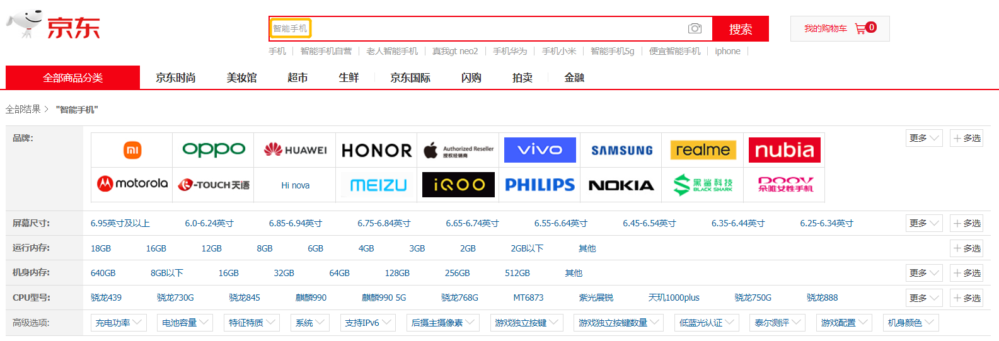 京东
智能手机
搜索
我的购物车 0
手机 智能手机自营 老人智能手机 真我gt neo2 手机华为 手机小米 智能手机5g 便宜智能手机 iphone
全部商品分类 京东时尚 美妆馆 超市 生鲜 京东国际 闪购 拍卖 金融
全部结果 > "智能手机"
品牌: 更多 多选
mi oppo HUAWEI HONOR Authorized Reseller 授权经销商 vivo SAMSUNG realme nubia
motorola K-TOUCH天语 Hi nova MEIZU iQOO PHILIPS NOKIA 黑鲨科技 BLACK SHARK DOOV 朵唯女性手机
屏幕尺寸: 6.95英寸及以上 6.0-6.24英寸 6.85-6.94英寸 6.75-6.84英寸 6.65-6.74英寸 6.55-6.64英寸 6.45-6.54英寸 6.35-6.44英寸 6.25-6.34英寸 更多 多选
运行内存: 18GB 16GB 12GB 8GB 6GB 4GB 3GB 2GB 2GB以下 其他 多选
机身内存: 640GB 8GB以下 16GB 32GB 64GB 128GB 256GB 512GB 其他 更多 多选
CPU型号: 骁龙439 骁龙730G 骁龙845 麒麟990 麒麟990 5G 骁龙768G MT6873 紫光展锐 天玑1000plus 骁龙750G 骁龙888 更多 多选
高级选项: 充电功率 电池容量 特征特质 系统 支持IPv6 后摄主摄像素 游戏独立按键 游戏独立按键数量 低蓝光认证 泰尔测评 游戏配置 机身颜色